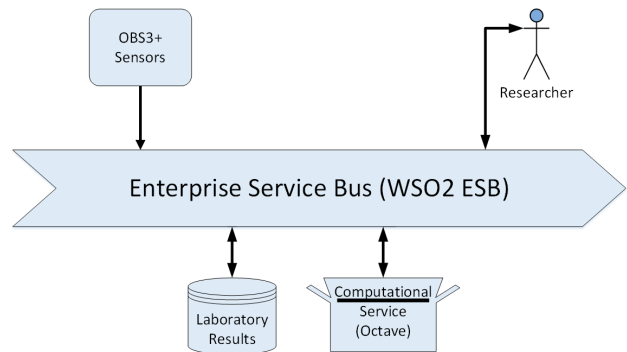 OBS3+
Sensors
Researcher
Enterprise Service Bus (WSO2 ESB)
Laboratory
Results
Computational
Service
(Octave)